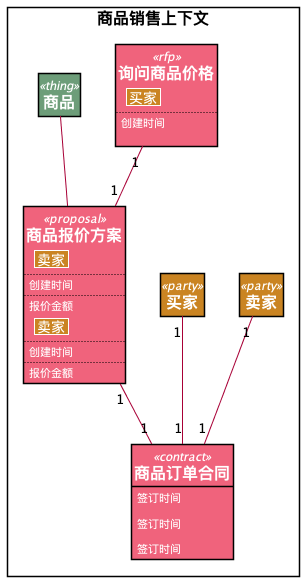 商品销售上下文
«rfp»
询问商品价格
买家
创建时间
«thing»
商品
1
1
«proposal»
商品报价方案
卖家
创建时间
报价金额
卖家
创建时间
报价金额
«party»
买家
«party»
卖家
1
1
1
1
1
1
«contract»
商品订单合同
签订时间
签订时间
签订时间